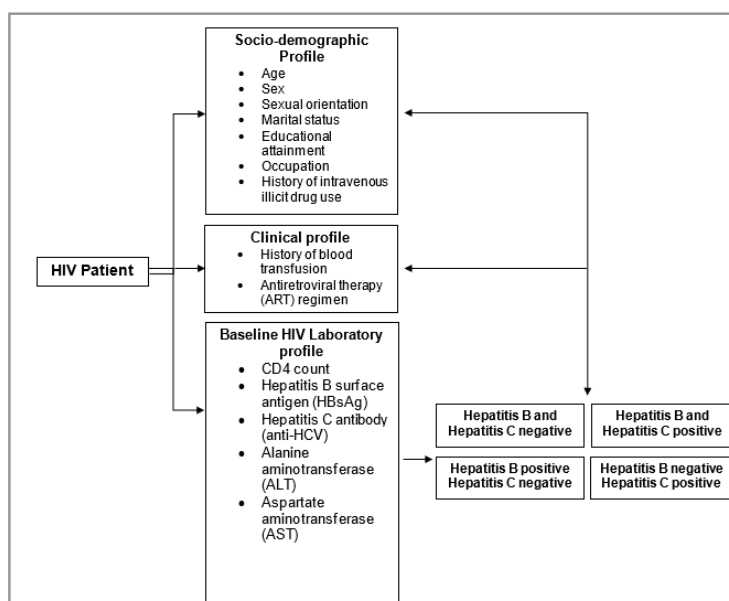 Socio-demographic
Profile
• Age
• Sex
• Sexual orientation
• Marital status
• Educational
attainment
• Occupation
• History of intravenous
illicit drug use
HIV Patient
Clinical profile
• History of blood
transfusion
• Antiretroviral therapy
(ART) regimen
Baseline HIV Laboratory
profile
• CD4 count
• Hepatitis B surface
antigen (HBsAg)
• Hepatitis C antibody
(anti-HCV)
• Alanine
aminotransferase
(ALT)
• Aspartate
aminotransferase
(AST)
Hepatitis B and
Hepatitis C negative
Hepatitis B and
Hepatitis C positive
Hepatitis B positive
Hepatitis C negative
Hepatitis B negative
Hepatitis C positive